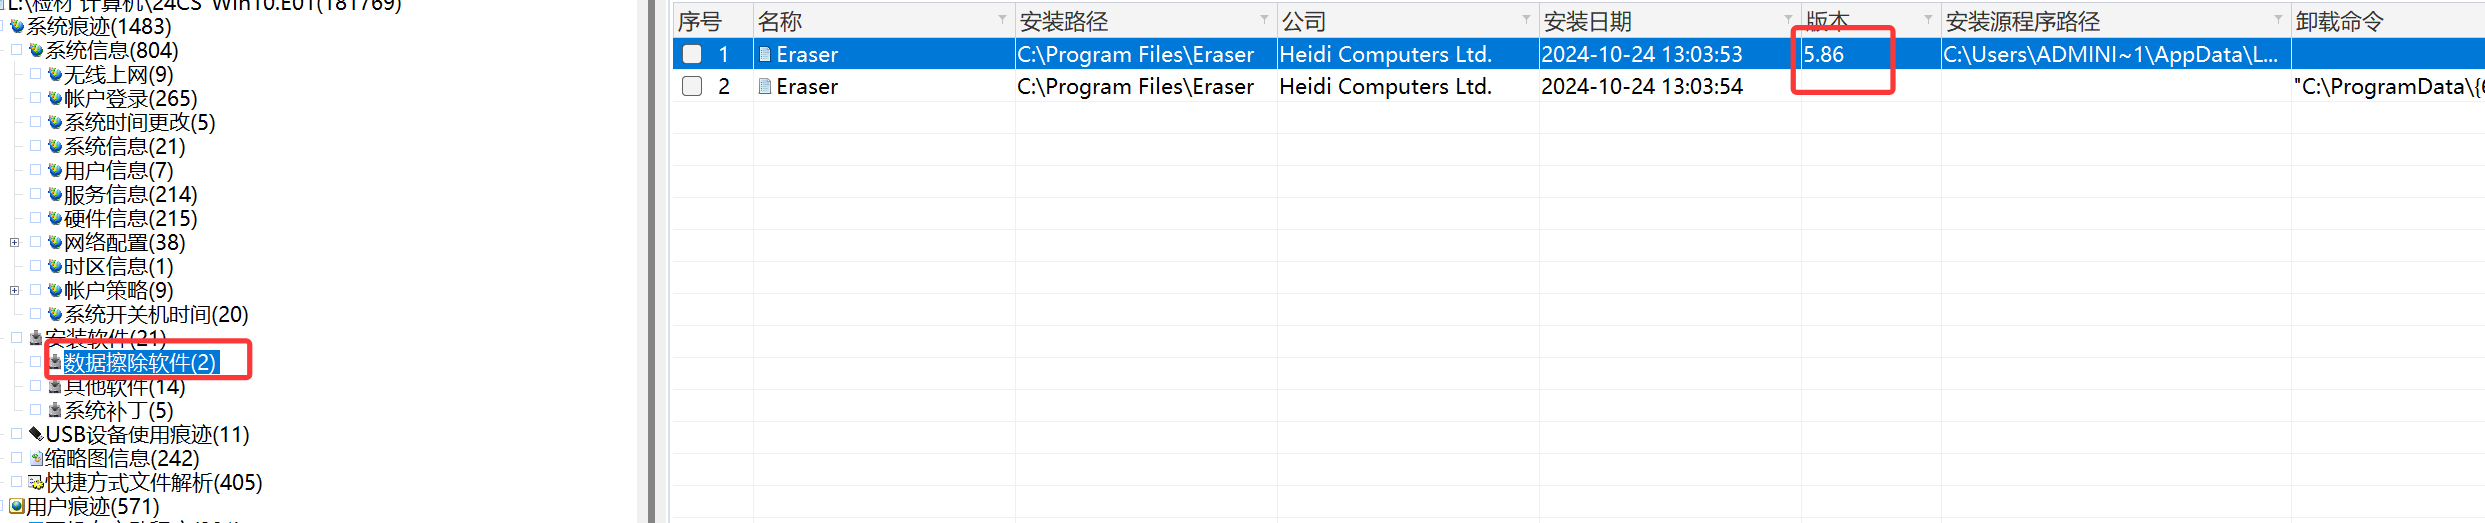 L:\检材 计算机\24CS Win10.E01(181769)
系统痕迹(1483)
系统信息(804)
无线上网(9)
帐户登录(265)
系统时间更改(5)
系统信息(21)
用户信息(7)
服务信息(214)
硬件信息(215)
网络配置(38)
时区信息(1)
帐户策略(9)
系统开关机时间(20)
安装软件(21)
数据擦除软件(2)
其他软件(14)
系统补丁(5)
USB设备使用痕迹(11)
缩略图信息(242)
快捷方式文件解析(405)
用户痕迹(571)
序号 名称 安装路径 公司 安装日期 版本 安装源程序路径 卸载命令
1 Eraser C:\Program Files\Eraser Heidi Computers Ltd. 2024-10-24 13:03:53 5.86 C:\Users\ADMINI~1\AppData\L...
2 Eraser C:\Program Files\Eraser Heidi Computers Ltd. 2024-10-24 13:03:54 "C:\ProgramData\{6